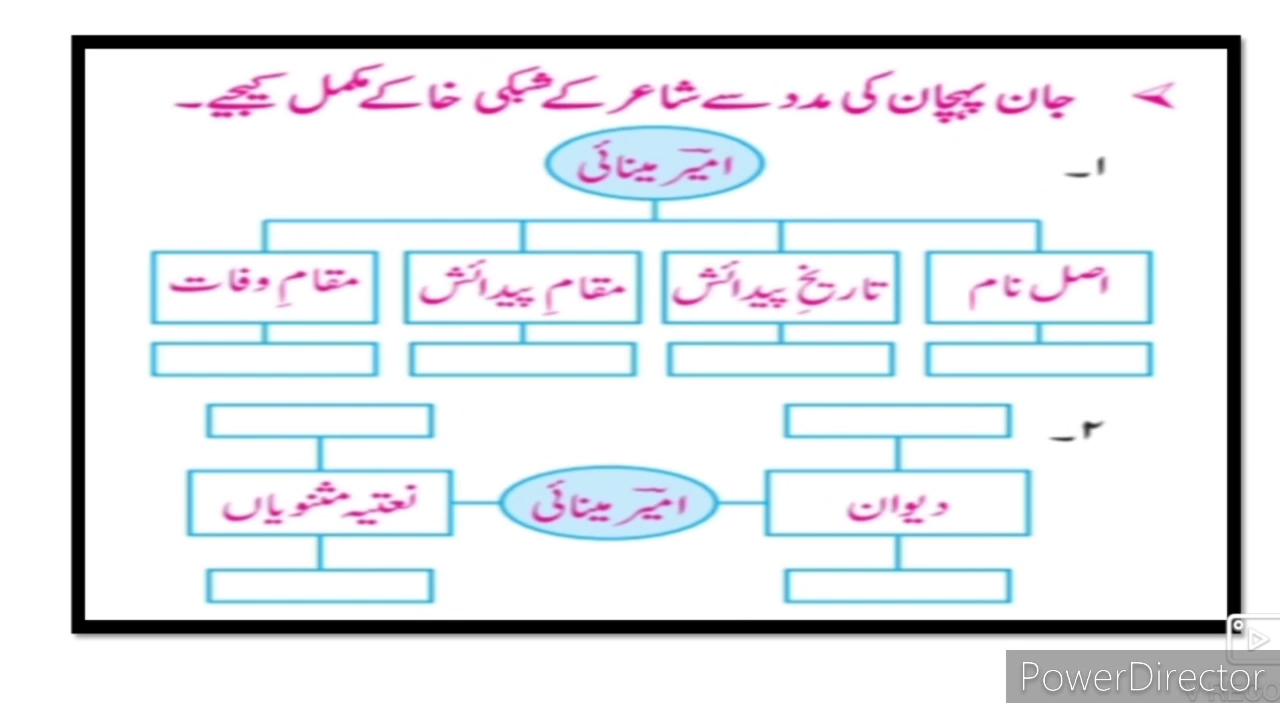 ➤ جان پہچان کی مدد سے شاعر کے شبکی خاکے مکمل کیجیے۔
۱۔
امیرؔ مینائی
اصل نام
تاریخِ پیدائش
مقامِ پیدائش
مقامِ وفات
۲۔
دیوان
امیرؔ مینائی
نعتیہ مثنویاں
PowerDirector